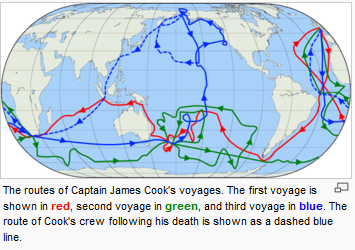 The routes of Captain James Cook's voyages. The first voyage is
shown in red, second voyage in green, and third voyage in blue. The
route of Cook's crew following his death is shown as a dashed blue
line.